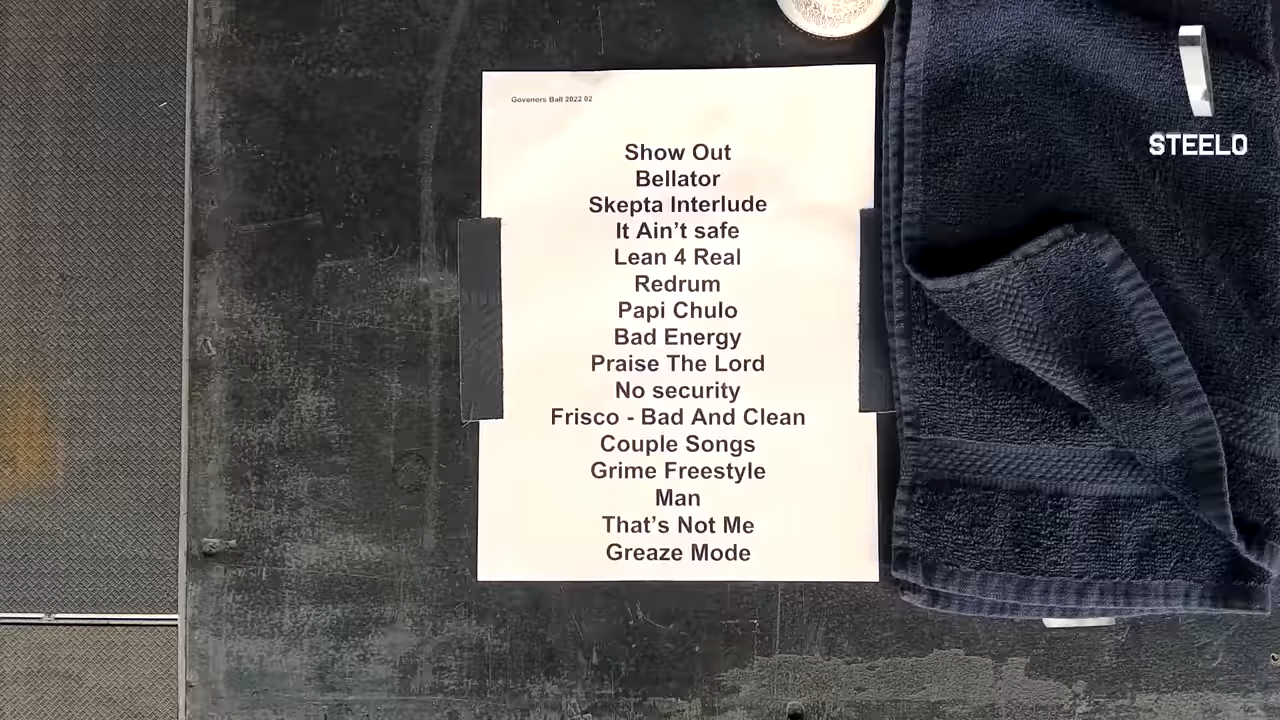 Govenors Ball 2022 02
Show Out
Bellator
Skepta Interlude
It Ain’t safe
Lean 4 Real
Redrum
Papi Chulo
Bad Energy
Praise The Lord
No security
Frisco - Bad And Clean
Couple Songs
Grime Freestyle
Man
That’s Not Me
Greaze Mode
STEELO